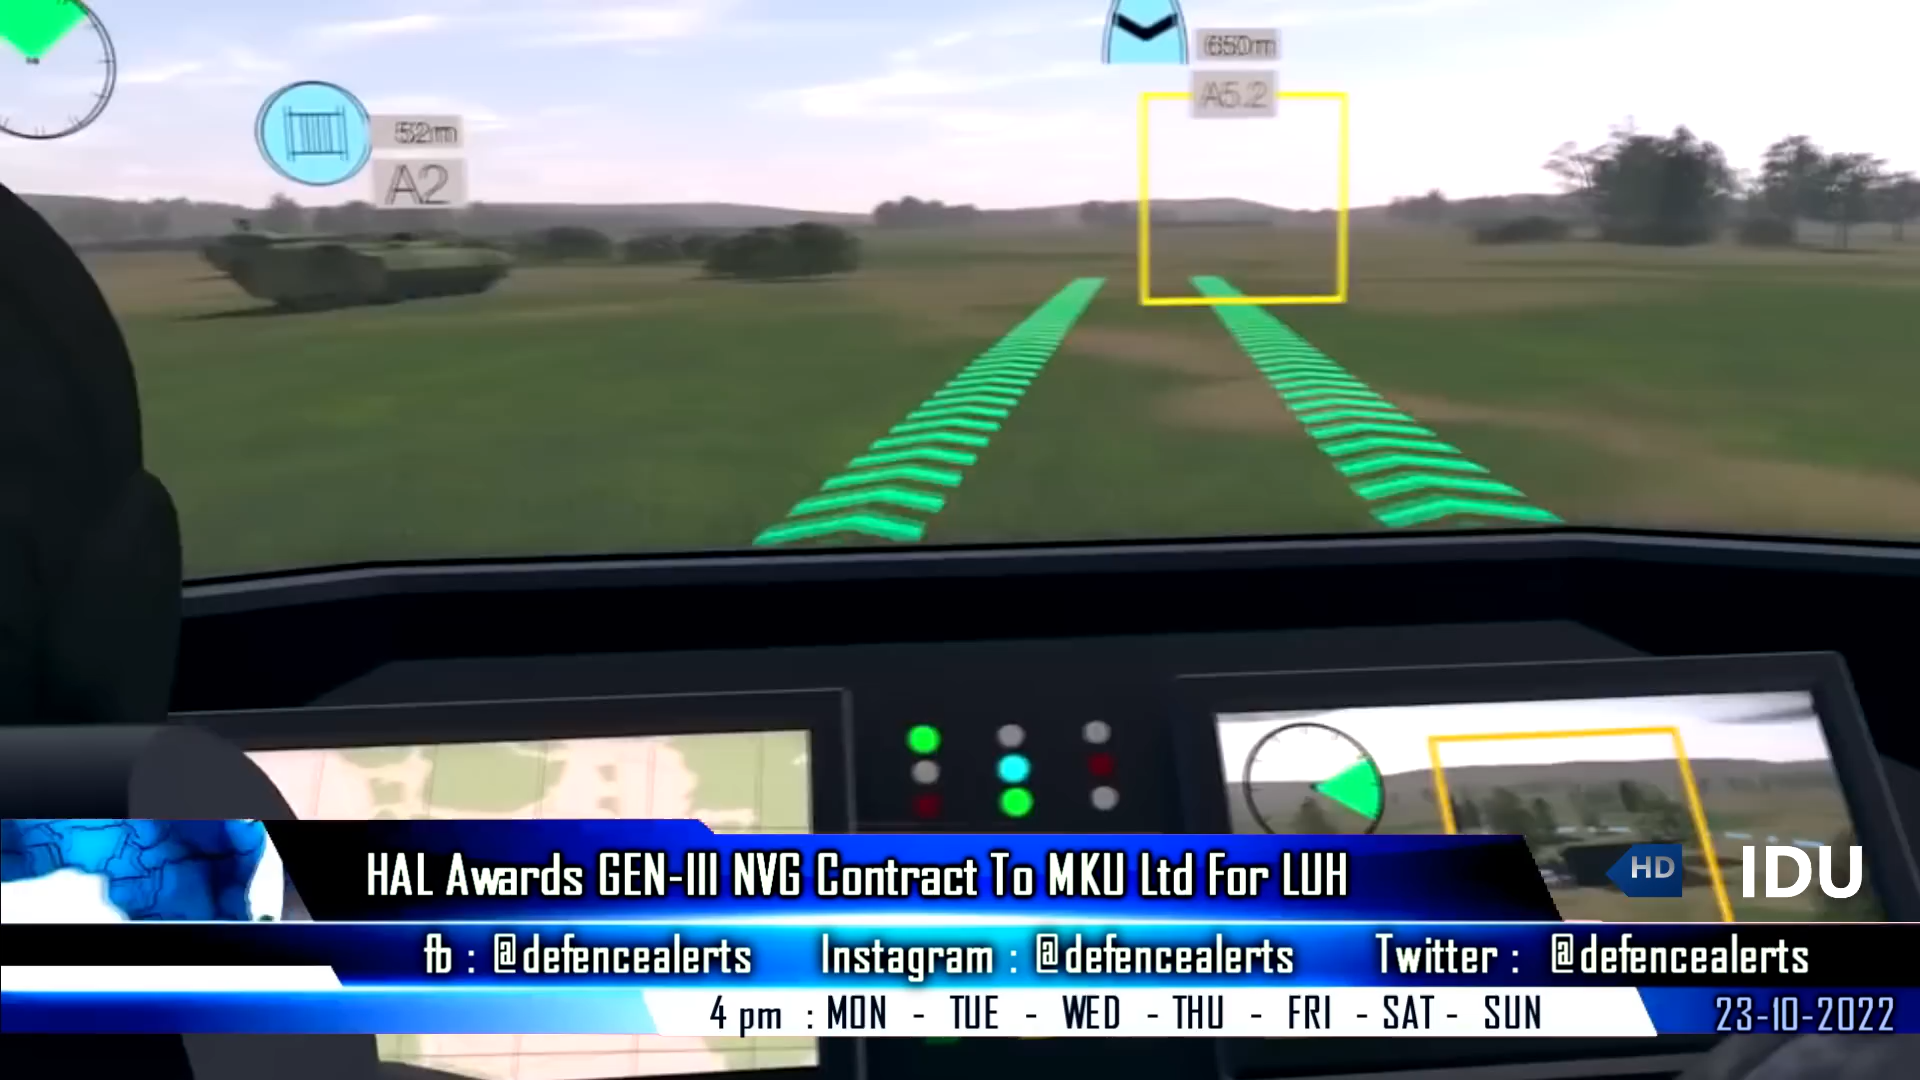 650m
A5.2
52m
A2
HAL Awards GEN-III NVG Contract To MKU Ltd For LUH
HD
IDU
fb : @defencealerts Instagram : @defencealerts Twitter : @defencealerts
4 pm : MON - TUE - WED - THU - FRI - SAT - SUN
23-10-2022